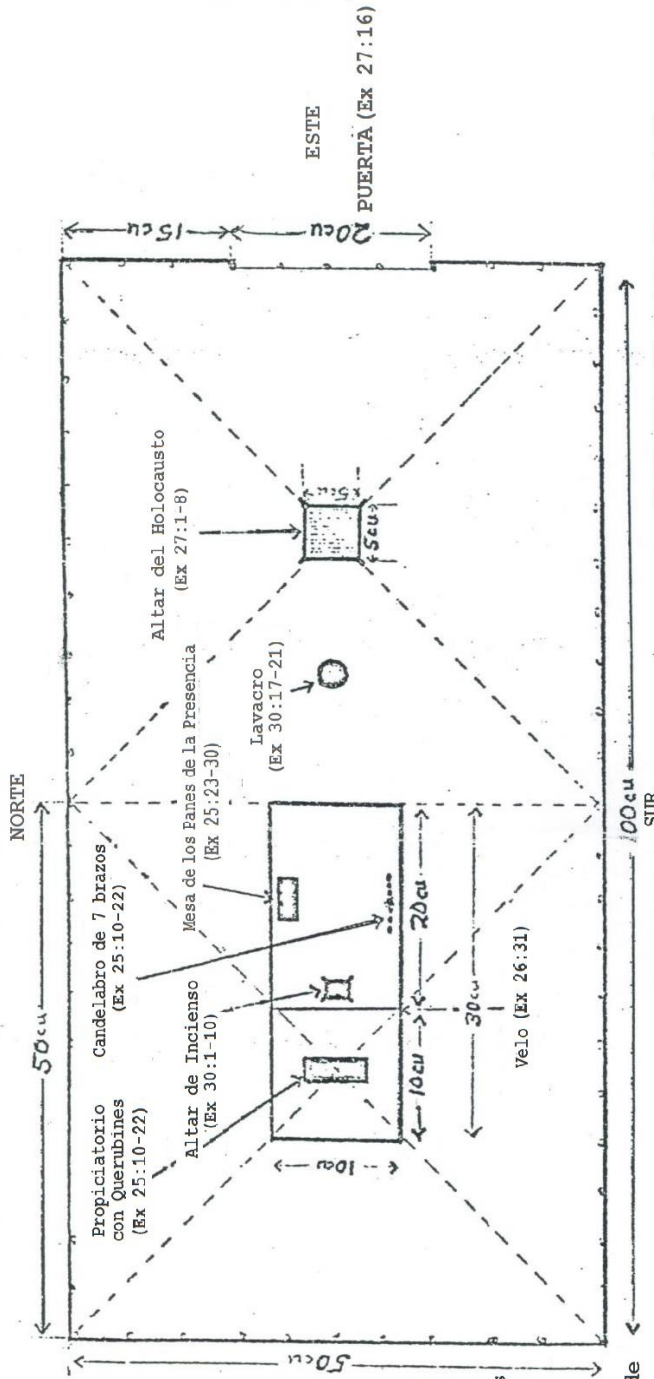 NORTE
50cu
Propiciatorio
con Querubines
(Ex 25:10-22)
Candelabro de 7 brazos
(Ex 25:10-22)
Altar de Incienso
(Ex 30:1-10)
Mesa de los Panes de la Presencia
(Ex 25:23-30)
Altar del Holocausto
(Ex 27:1-8)
Lavacro
(Ex 30:17-21)
5cu
5cu
15cu
20cu
ESTE
PUERTA (Ex 27:16)
10cu
10cu
20cu
30cu
Velo (Ex 26:31)
50cu
100cu
SUR
s
de